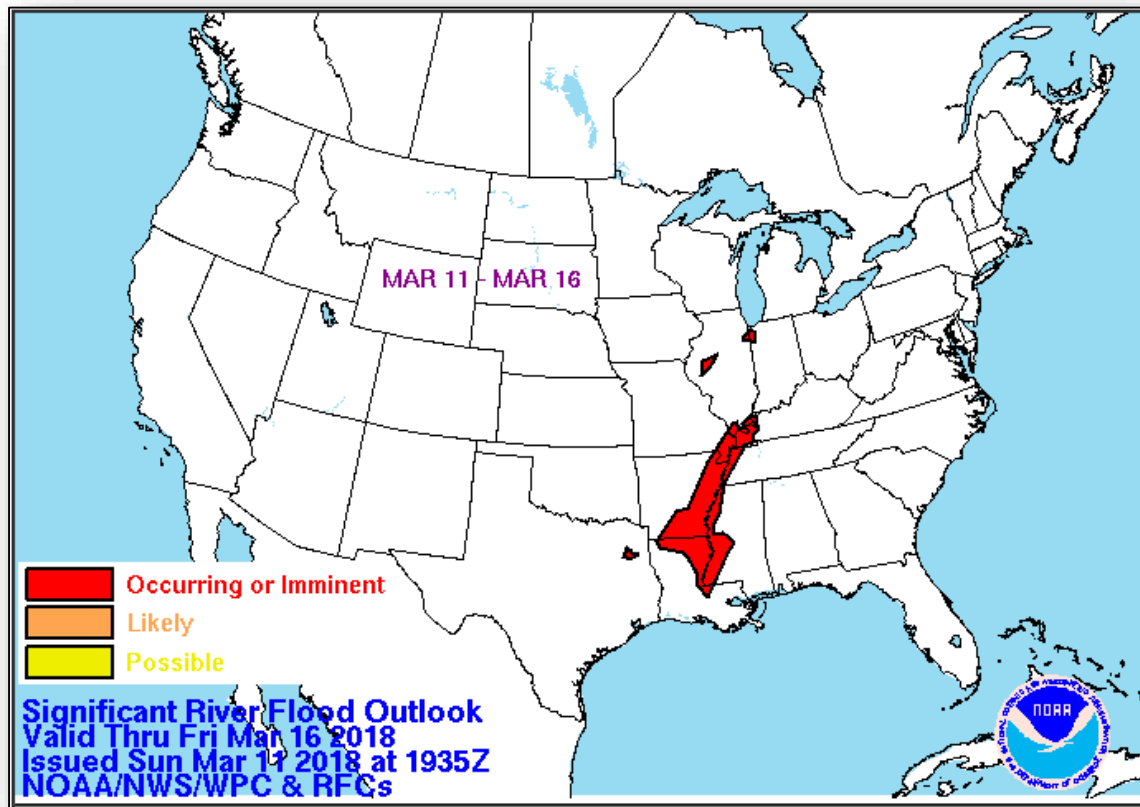 MAR 11 - MAR 16
Occurring or Imminent
Likely
Possible
Significant River Flood Outlook
Valid Thru Fri Mar 16 2018
Issued Sun Mar 11 2018 at 1935Z
NOAA/NWS/WPC & RFCs
NOAA